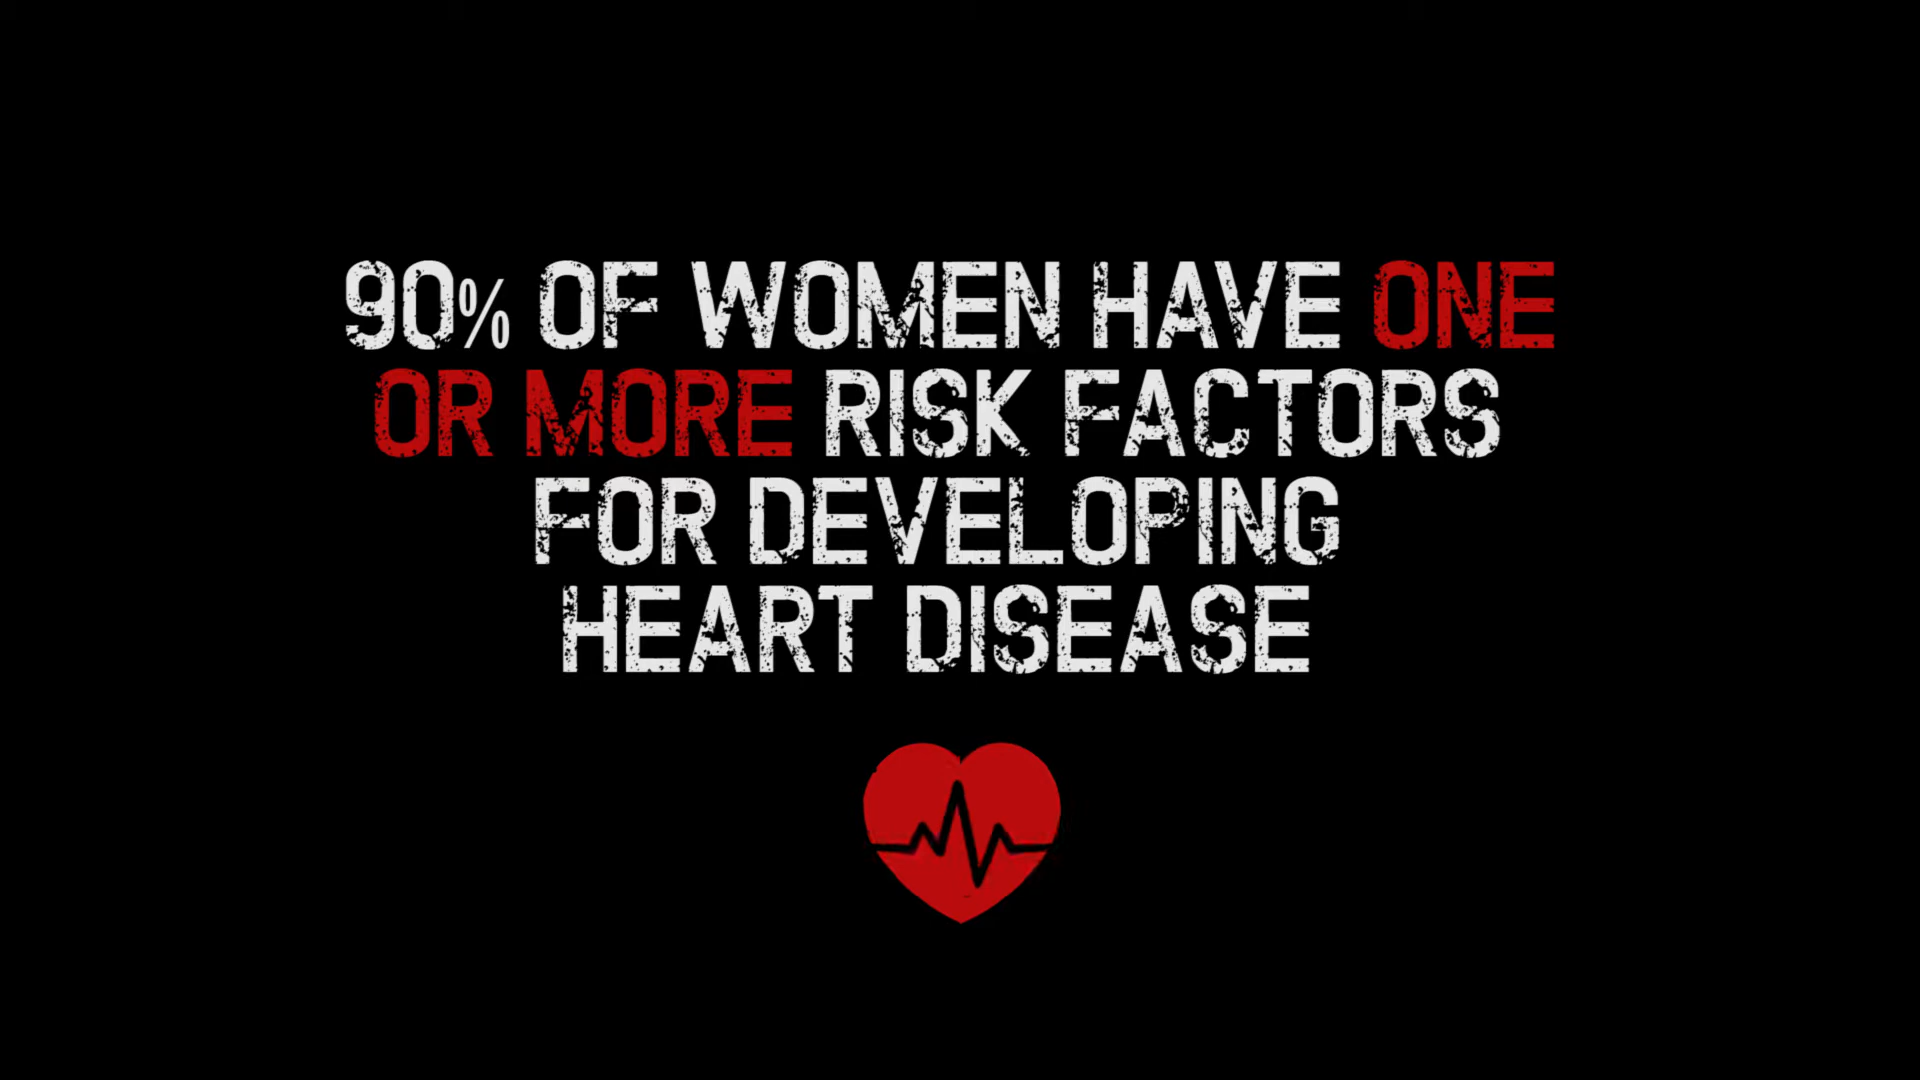 90% OF WOMEN HAVE ONE
OR MORE RISK FACTORS
FOR DEVELOPING
HEART DISEASE